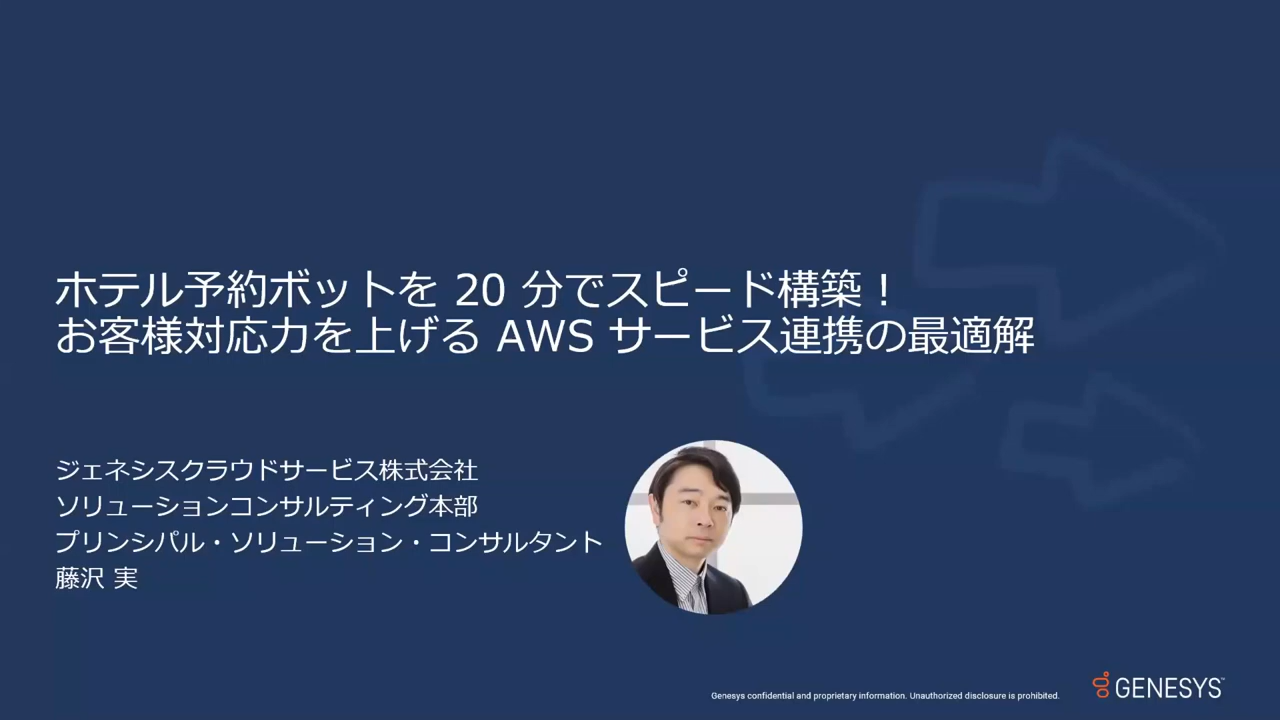 ホテル予約ボットを 20 分でスピード構築！
お客様対応力を上げる AWS サービス連携の最適解
ジェネシスクラウドサービス株式会社
ソリューションコンサルティング本部
プリンシパル・ソリューション・コンサルタント
藤沢 実
Genesys confidential and proprietary information. Unauthorized disclosure is prohibited.
GENESYS™